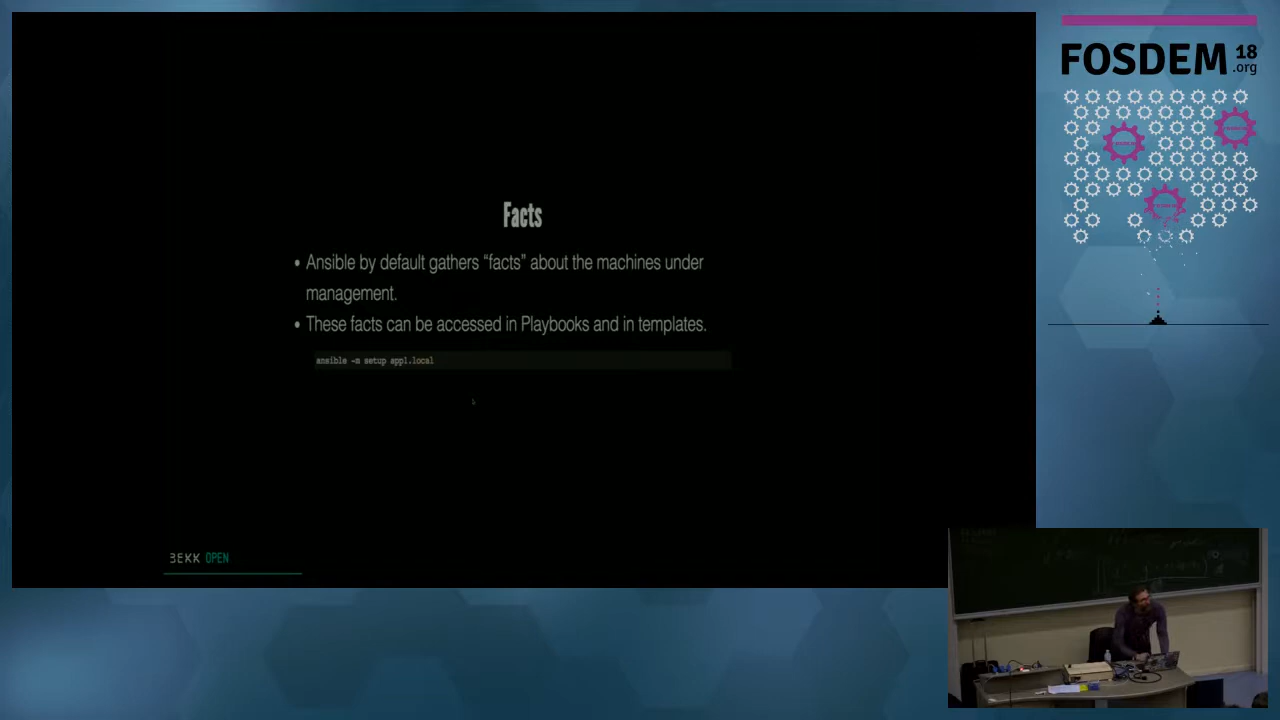 Facts
• Ansible by default gathers “facts” about the machines under
management.
• These facts can be accessed in Playbooks and in templates.
ansible -m setup app1.local
BEKK OPEN
FOSDEM 18
.org